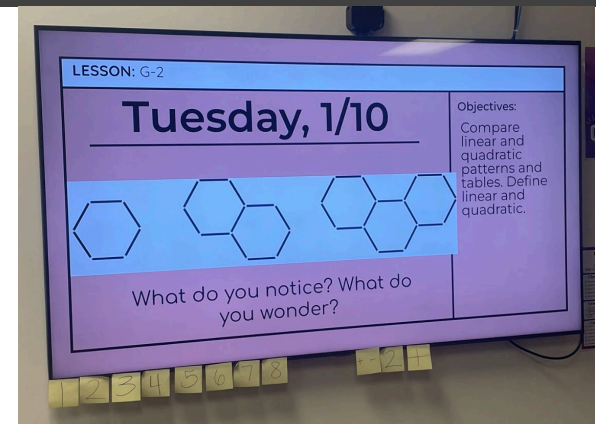 LESSON: G-2
Tuesday, 1/10
Objectives:
Compare
linear and
quadratic
patterns and
tables. Define
linear and
quadratic.
What do you notice? What do
you wonder?
1 2 3 4 5 6 7 8 2 +